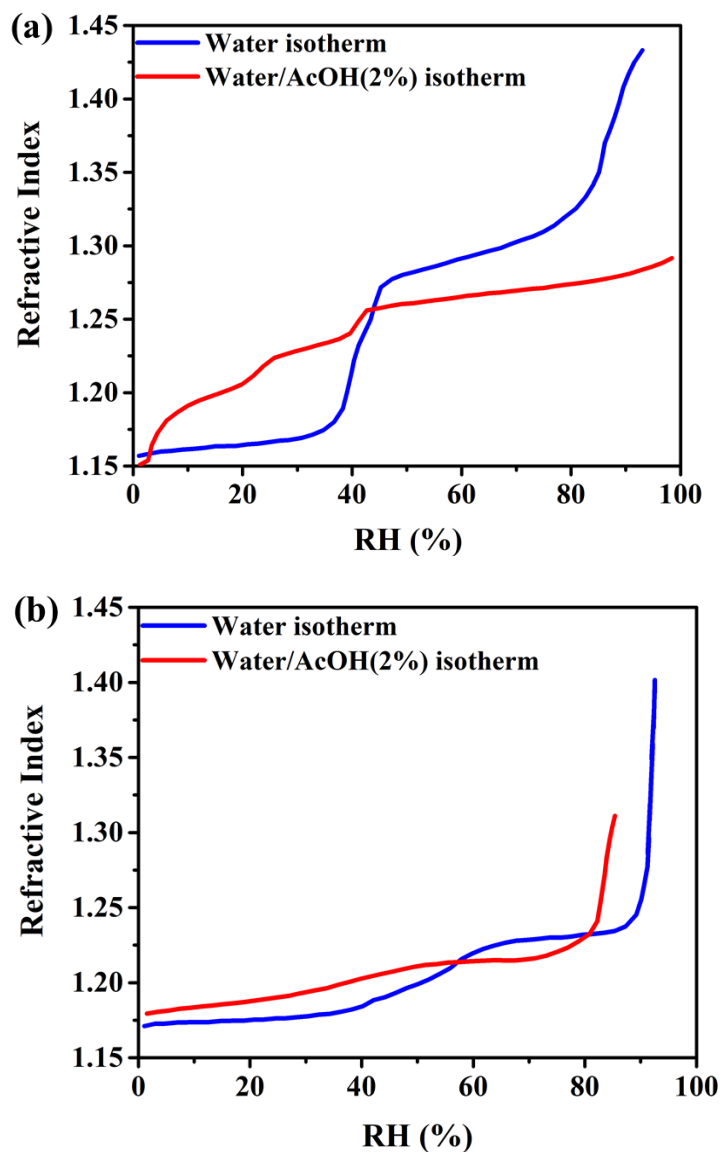 (a)
1.45
Water isotherm
Water/AcOH(2%) isotherm
1.40
1.35
1.30
1.25
1.20
1.15
Refractive Index
0 20 40 60 80 100
RH (%)
(b)
1.45
Water isotherm
Water/AcOH(2%) isotherm
1.40
1.35
1.30
1.25
1.20
1.15
Refractive Index
0 20 40 60 80 100
RH (%)